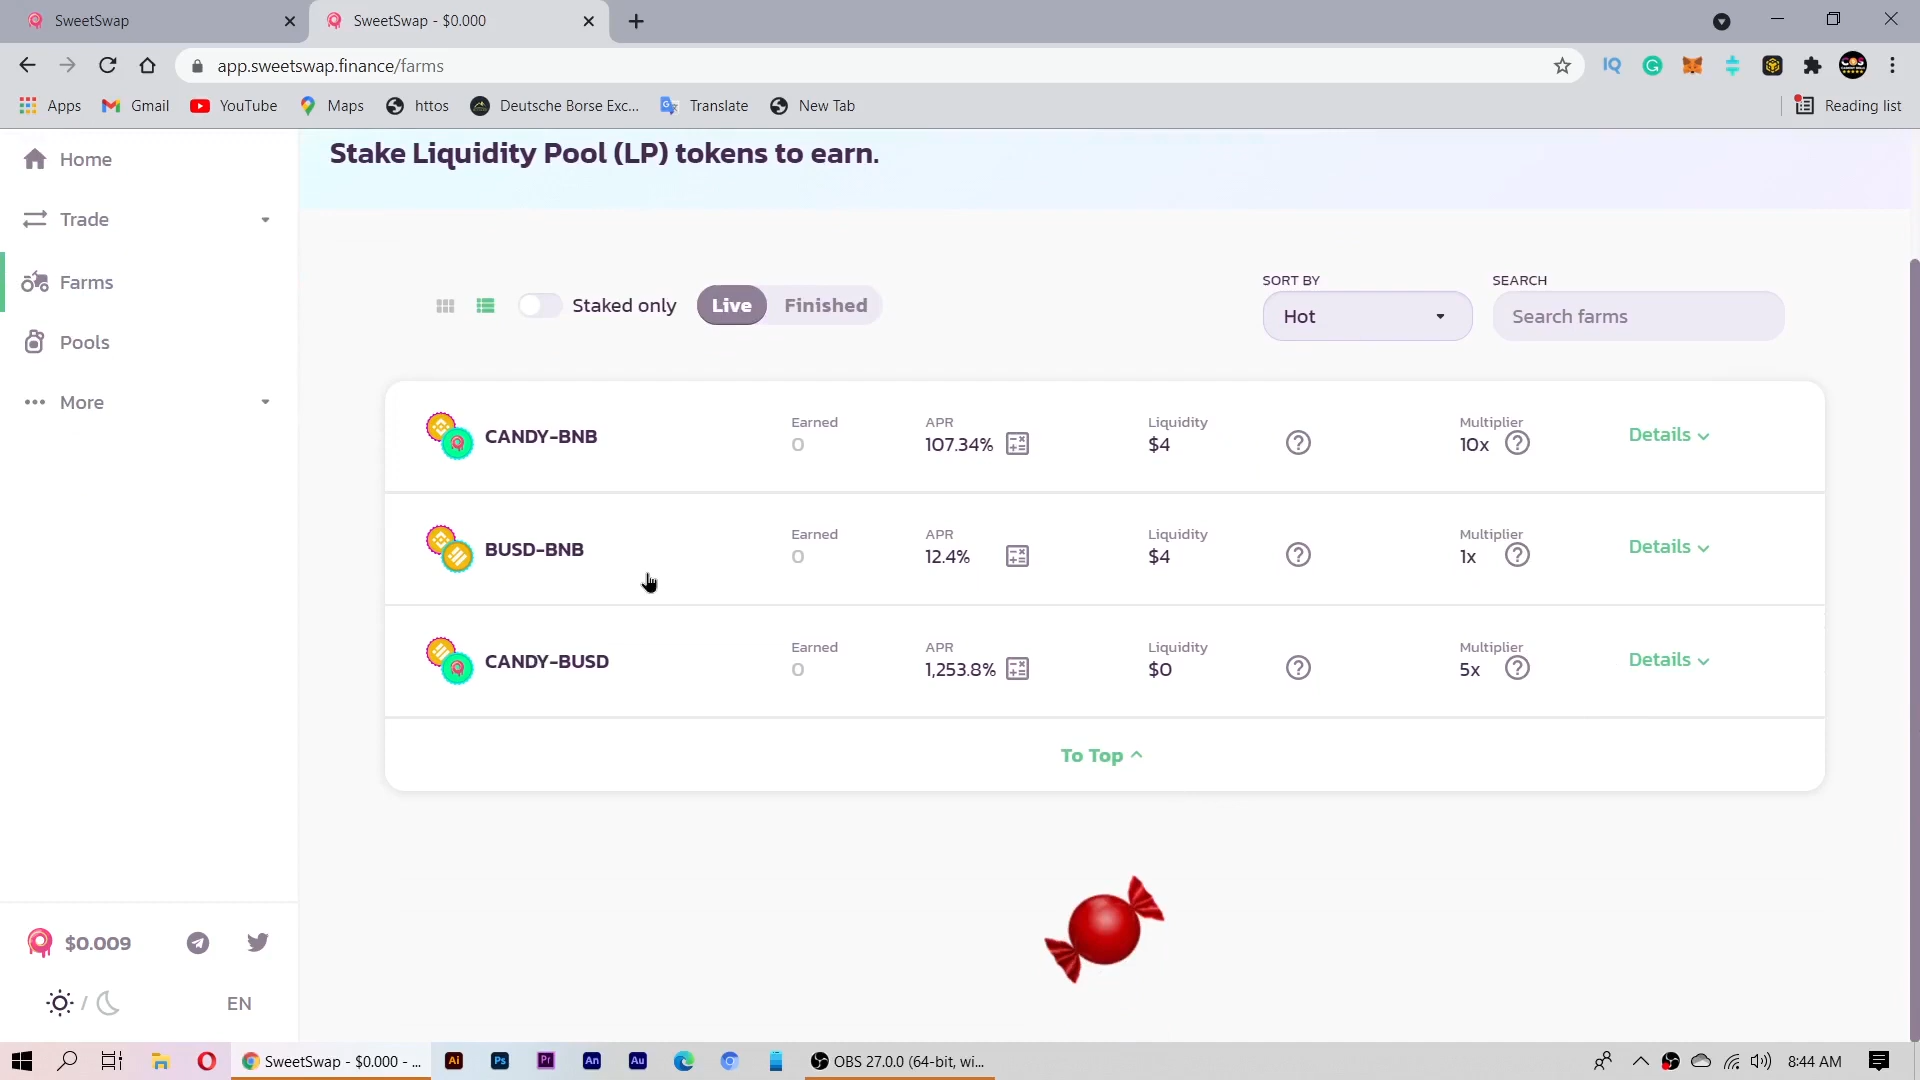 SweetSwap
SweetSwap - $0.000
app.sweetswap.finance/farms
Apps
Gmail
YouTube
Maps
httos
Deutsche Borse Exc...
Translate
New Tab
Reading list
Home
Trade
Farms
Pools
More
$0.009
EN
Stake Liquidity Pool (LP) tokens to earn.
Staked only
Live
Finished
SORT BY
Hot
SEARCH
Search farms
CANDY-BNB
Earned
0
APR
107.34%
Liquidity
$4
Multiplier
10x
Details
BUSD-BNB
Earned
0
APR
12.4%
Liquidity
$4
Multiplier
1x
Details
CANDY-BUSD
Earned
0
APR
1,253.8%
Liquidity
$0
Multiplier
5x
Details
To Top
SweetSwap - $0.000 - ...
Ai
Ps
Pr
An
Au
OBS 27.0.0 (64-bit, wi...
8:44 AM